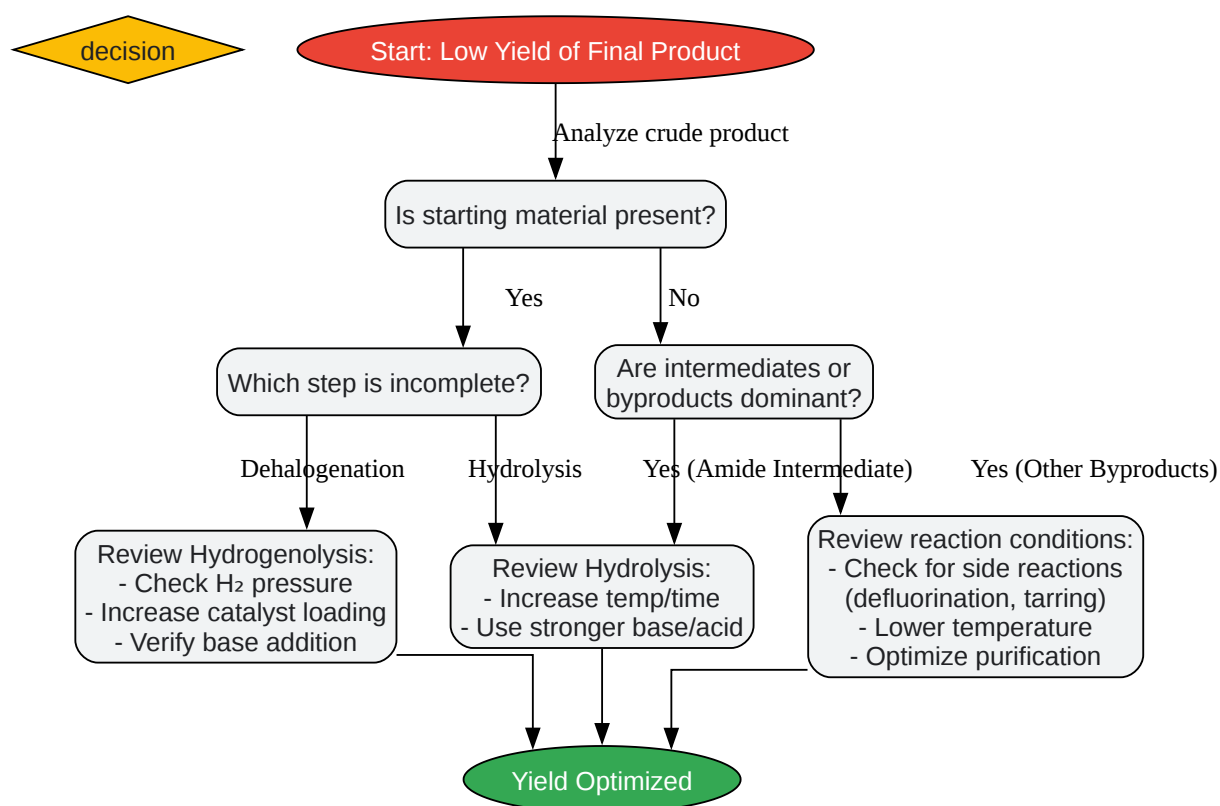 decision
Start: Low Yield of Final Product
Analyze crude product
Is starting material present?
Yes
No
Which step is incomplete?
Are intermediates or
byproducts dominant?
Dehalogenation
Hydrolysis
Yes (Amide Intermediate)
Yes (Other Byproducts)
Review Hydrogenolysis:
- Check H₂ pressure
- Increase catalyst loading
- Verify base addition
Review Hydrolysis:
- Increase temp/time
- Use stronger base/acid
Review reaction conditions:
- Check for side reactions
(defluorination, tarring)
- Lower temperature
- Optimize purification
Yield Optimized